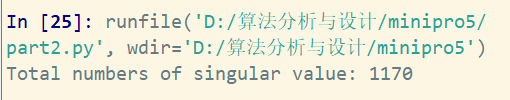 In [25]: runfile('D:/算法分析与设计/minipro5/
part2.py', wdir='D:/算法分析与设计/minipro5')
Total numbers of singular value: 1170